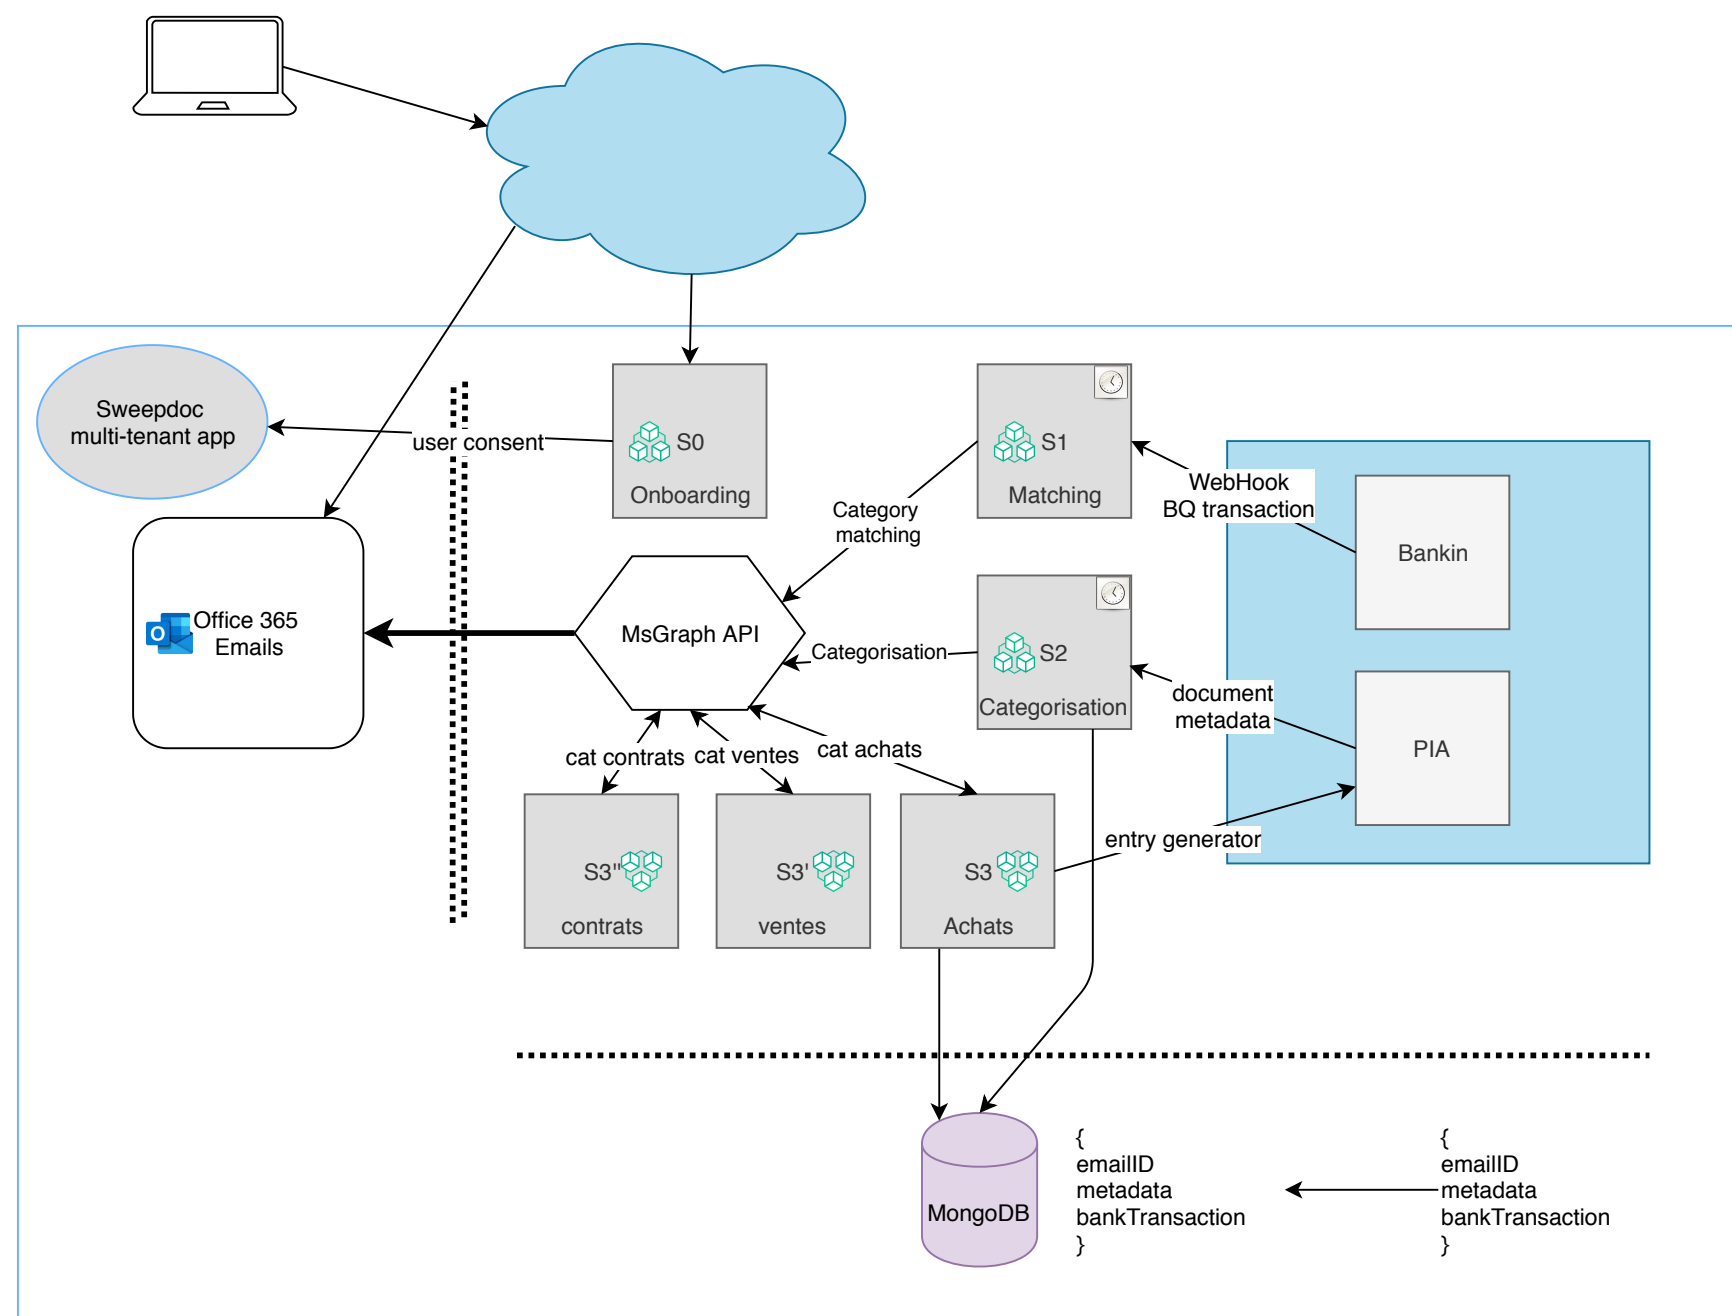 Sweepdoc
multi-tenant app
user consent
S0
Onboarding
S1
Matching
WebHook
BQ transaction
Bankin
Category
matching
O
Office 365
Emails
MsGraph API
Categorisation
S2
Categorisation
document
metadata
PIA
cat contrats
cat ventes
cat achats
entry generator
S3"
contrats
S3'
ventes
S3
Achats
MongoDB
{
emailID
metadata
bankTransaction
}
{
emailID
metadata
bankTransaction
}